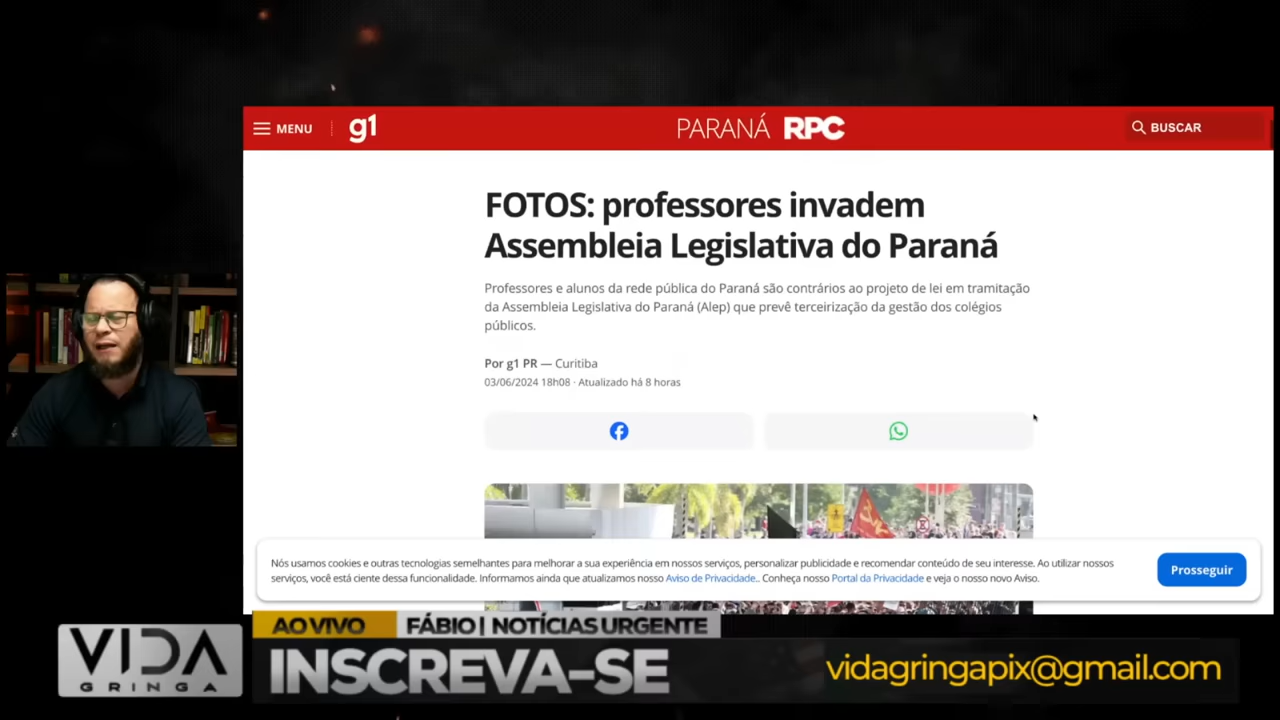 MENU
g1
PARANÁ RPC
BUSCAR
FOTOS: professores invadem
Assembleia Legislativa do Paraná
Professores e alunos da rede pública do Paraná são contrários ao projeto de lei em tramitação
da Assembleia Legislativa do Paraná (Alep) que prevê terceirização da gestão dos colégios
públicos.
Por g1 PR — Curitiba
03/06/2024 18h08 · Atualizado há 8 horas
Nós usamos cookies e outras tecnologias semelhantes para melhorar a sua experiência em nossos serviços, personalizar publicidade e recomendar conteúdo de seu interesse. Ao utilizar nossos
serviços, você está ciente dessa funcionalidade. Informamos ainda que atualizamos nosso Aviso de Privacidade.. Conheça nosso Portal da Privacidade e veja o nosso novo Aviso.
Prosseguir
AO VIVO
FÁBIO | NOTÍCIAS URGENTE
VIDA
GRINGA
INSCREVA-SE
vidagringapix@gmail.com